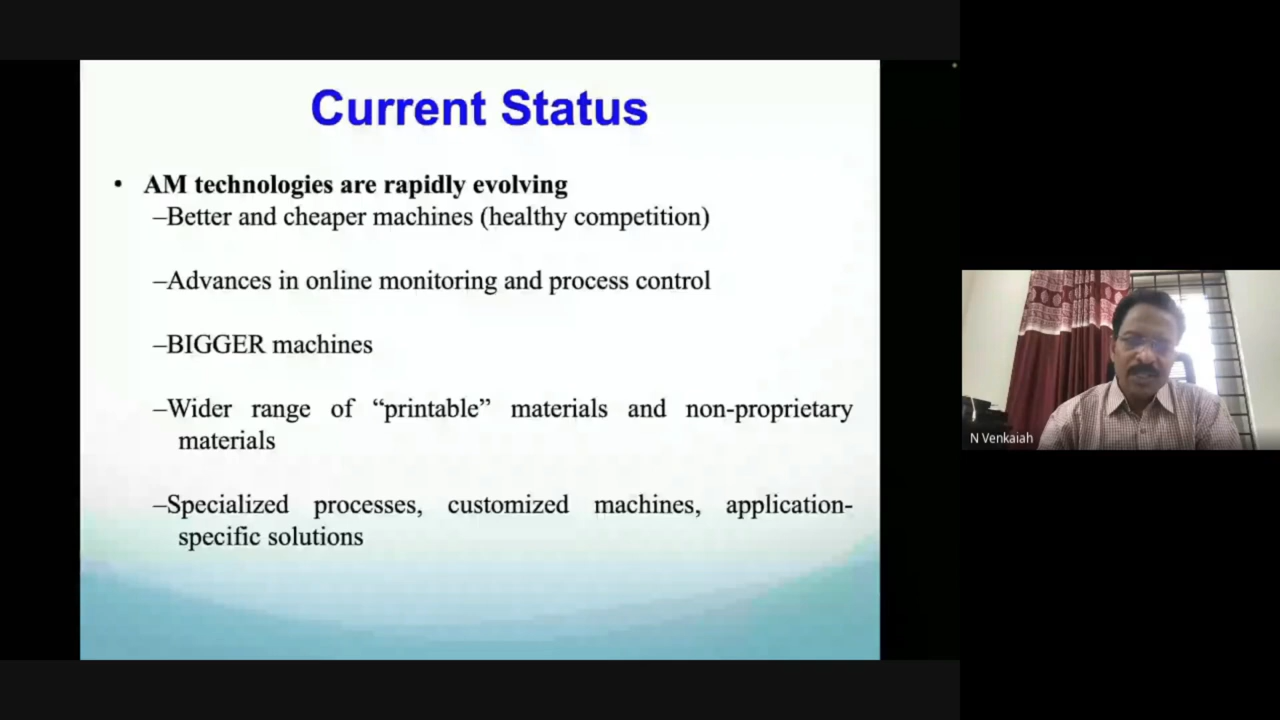 Current Status
• AM technologies are rapidly evolving
–Better and cheaper machines (healthy competition)
–Advances in online monitoring and process control
–BIGGER machines
–Wider range of “printable” materials and non-proprietary
materials
–Specialized processes, customized machines, application-
specific solutions
N Venkaiah